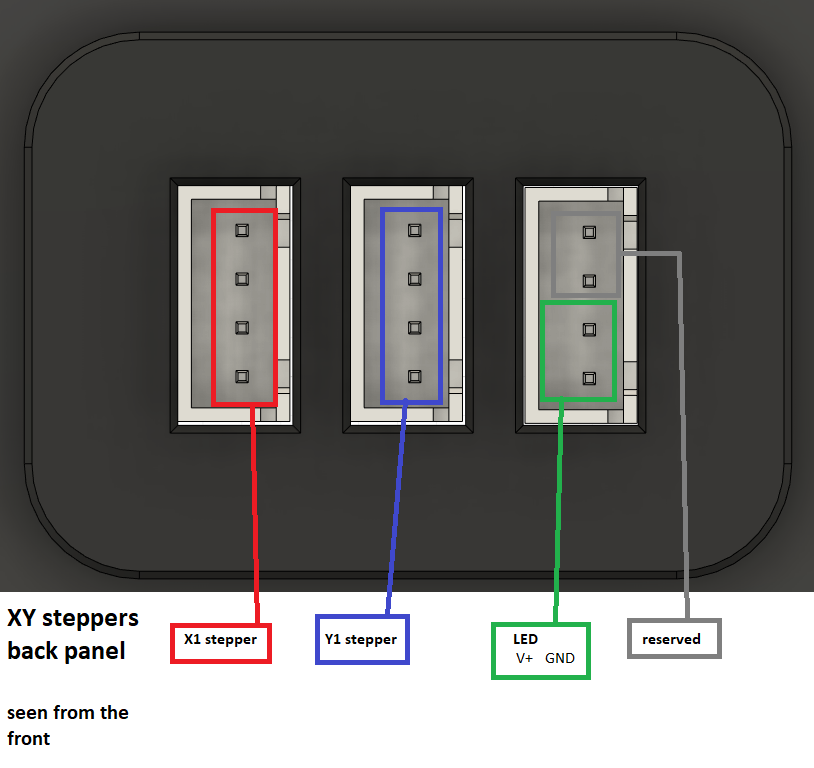 XY steppers
back panel
seen from the
front
X1 stepper
Y1 stepper
LED
V+ GND
reserved